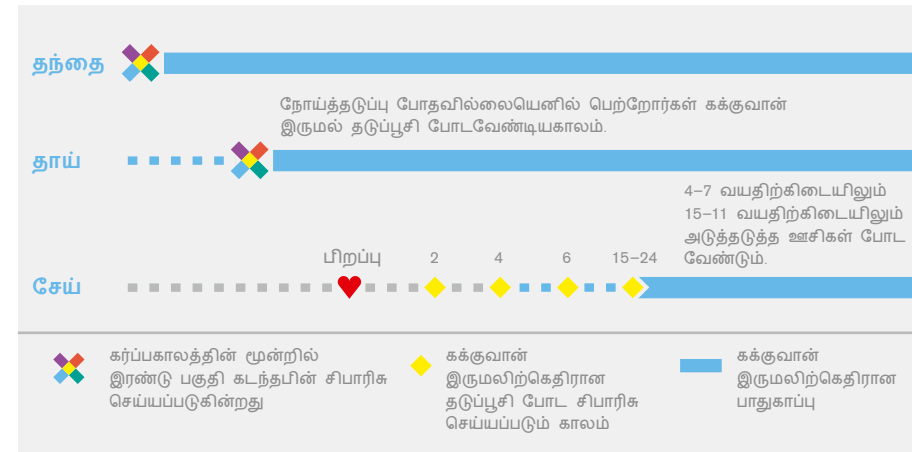 தந்தை
நோய்த்தடுப்பு போதவில்லையெனில் பெற்றோர்கள் கக்குவான்
இருமல் தடுப்பூசி போடவேண்டியகாலம்.
தாய்
4–7 வயதிற்கிடையிலும்
15–11 வயதிற்கிடையிலும்
அடுத்தடுத்த ஊசிகள் போட
வேண்டும்.
பிறப்பு 2 4 6 15–24
சேய்
கர்ப்பகாலத்தின் மூன்றில்
இரண்டு பகுதி கடந்தபின் சிபாரிசு
செய்யப்படுகின்றது
கக்குவான்
இருமலிற்கெதிரான
தடுப்பூசி போட சிபாரிசு
செய்யப்படும் காலம்
கக்குவான்
இருமலிற்கெதிரான
பாதுகாப்பு